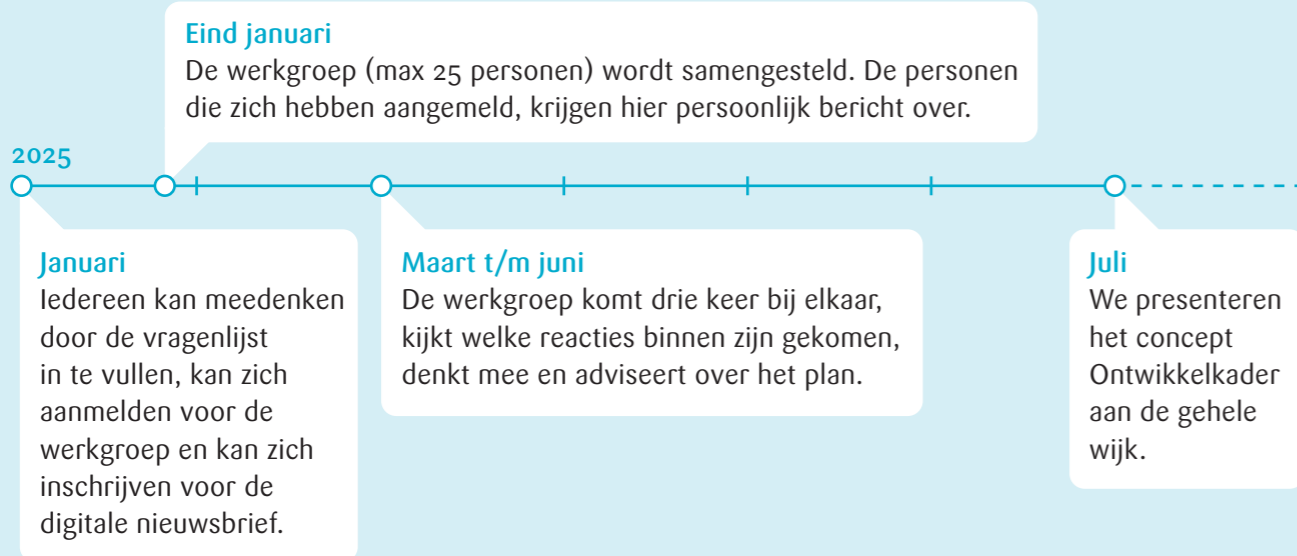 Eind januari
De werkgroep (max 25 personen) wordt samengesteld. De personen
die zich hebben aangemeld, krijgen hier persoonlijk bericht over.
2025
Januari
Iedereen kan meedenken
door de vragenlijst
in te vullen, kan zich
aanmelden voor de
werkgroep en kan zich
inschrijven voor de
digitale nieuwsbrief.
Maart t/m juni
De werkgroep komt drie keer bij elkaar,
kijkt welke reacties binnen zijn gekomen,
denkt mee en adviseert over het plan.
Juli
We presenteren
het concept
Ontwikkelkader
aan de gehele
wijk.